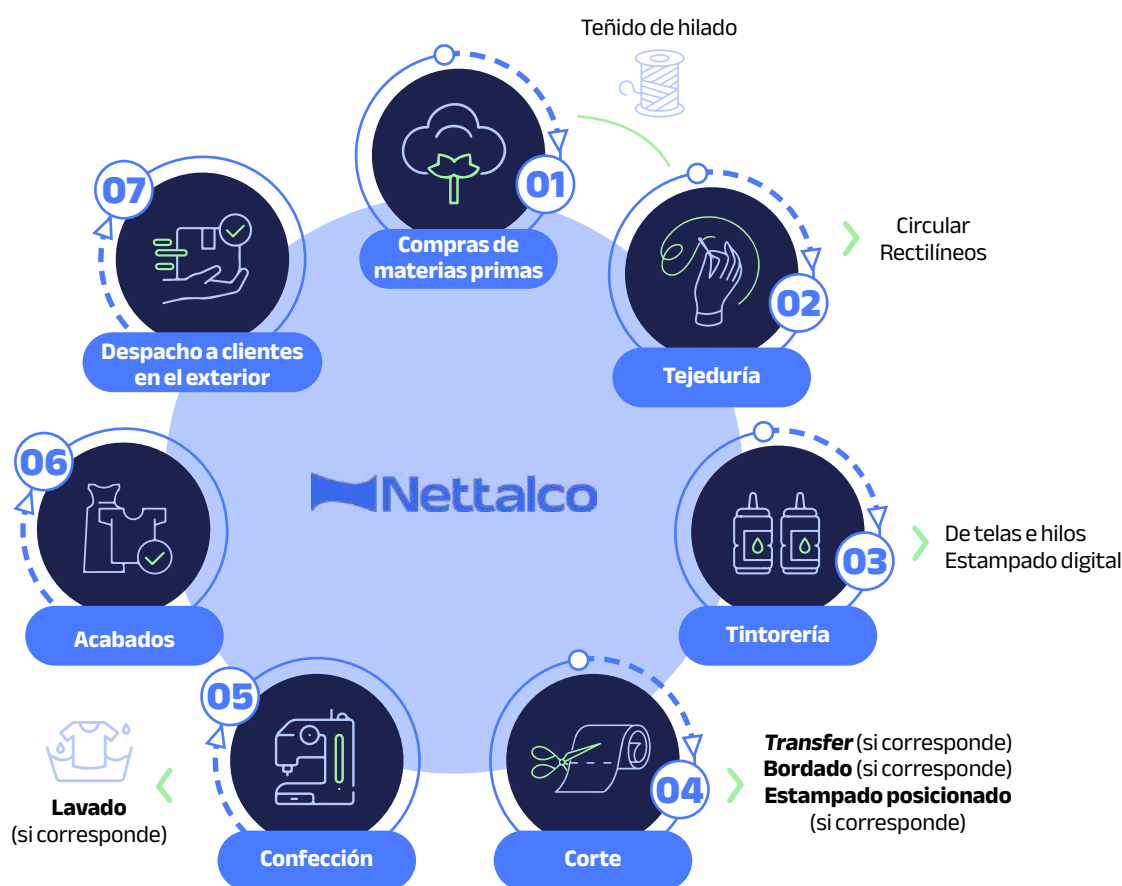 Teñido de hilado
01
Compras de
materias primas
02
Tejeduría
Circular
Rectilíneos
03
Tintorería
De telas e hilos
Estampado digital
04
Corte
Transfer (si corresponde)
Bordado (si corresponde)
Estampado posicionado
(si corresponde)
05
Confección
Lavado
(si corresponde)
06
Acabados
07
Despacho a clientes
en el exterior
Nettalco